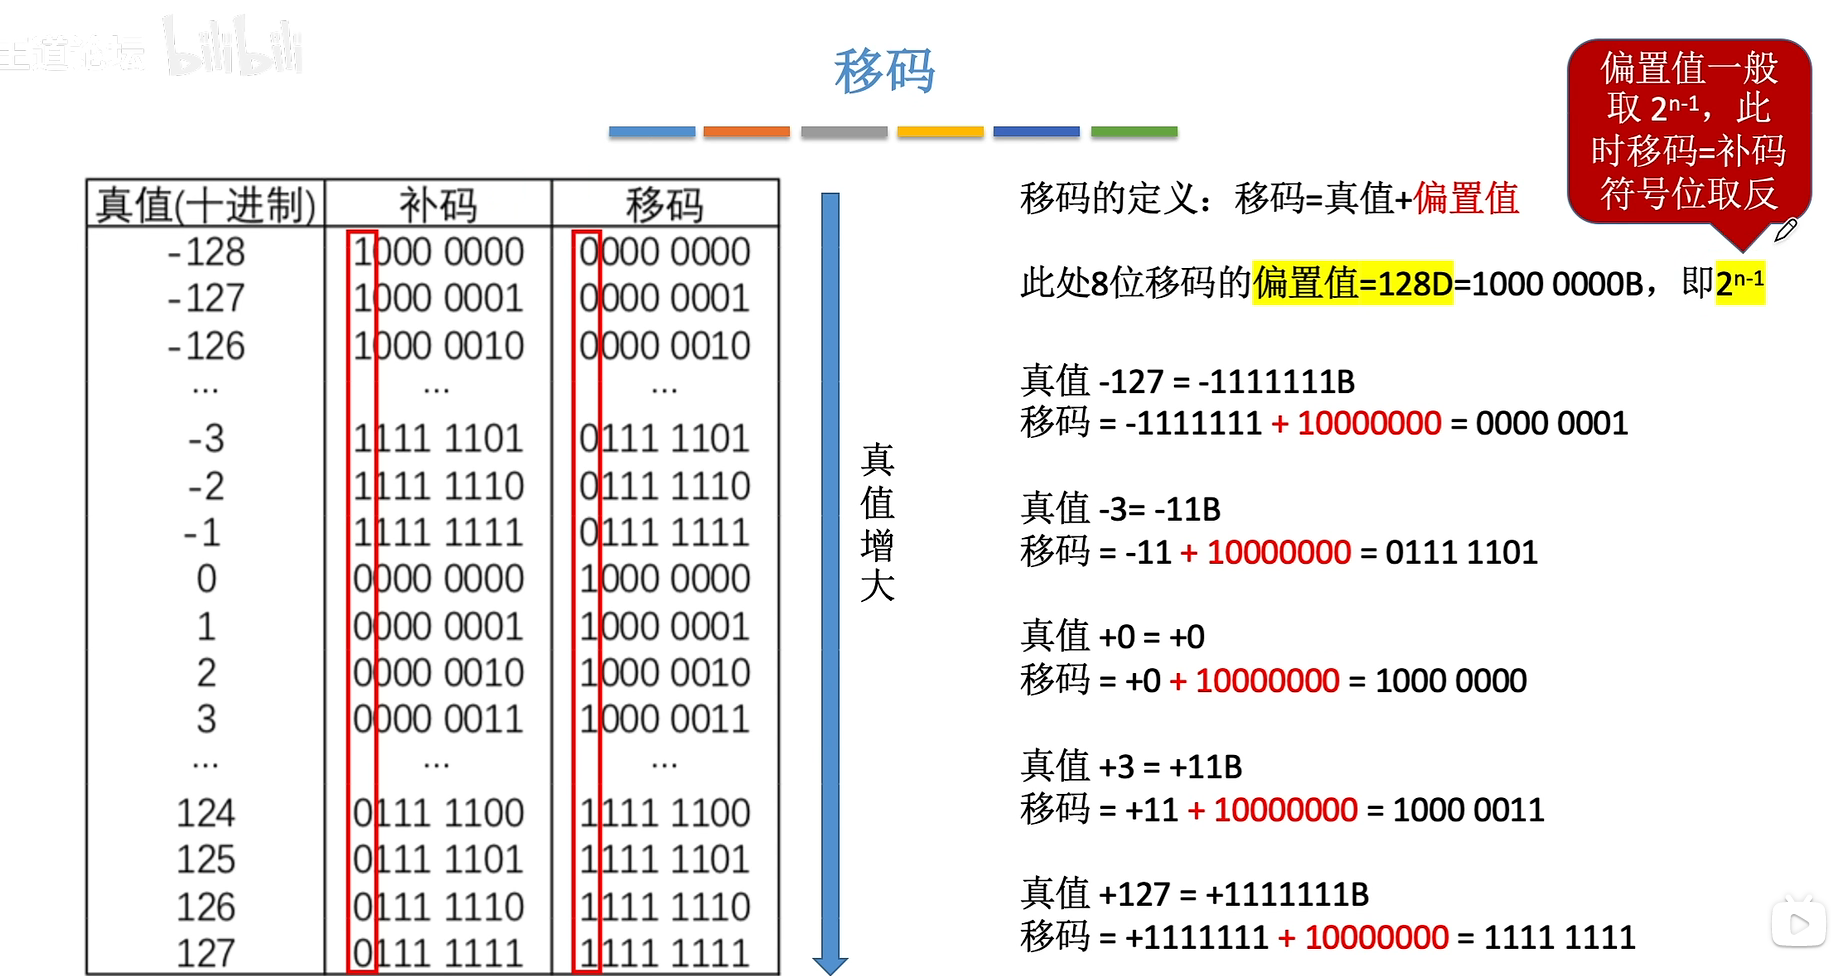 王道论坛 bilibili
移码
偏置值一般
取 2ⁿ⁻¹，此
时移码=补码
符号位取反
真值(十进制) 补码 移码
-128 1000 0000 0000 0000
-127 1000 0001 0000 0001
-126 1000 0010 0000 0010
... ... ...
-3 1111 1101 0111 1101
-2 1111 1110 0111 1110
-1 1111 1111 0111 1111
0 0000 0000 1000 0000
1 0000 0001 1000 0001
2 0000 0010 1000 0010
3 0000 0011 1000 0011
... ... ...
124 0111 1100 1111 1100
125 0111 1101 1111 1101
126 0111 1110 1111 1110
127 0111 1111 1111 1111
真
值
增
大
移码的定义：移码=真值+偏置值
此处8位移码的偏置值=128D=1000 0000B，即2ⁿ⁻¹
真值 -127 = -1111111B
移码 = -1111111 + 10000000 = 0000 0001
真值 -3= -11B
移码 = -11 + 10000000 = 0111 1101
真值 +0 = +0
移码 = +0 + 10000000 = 1000 0000
真值 +3 = +11B
移码 = +11 + 10000000 = 1000 0011
真值 +127 = +1111111B
移码 = +1111111 + 10000000 = 1111 1111